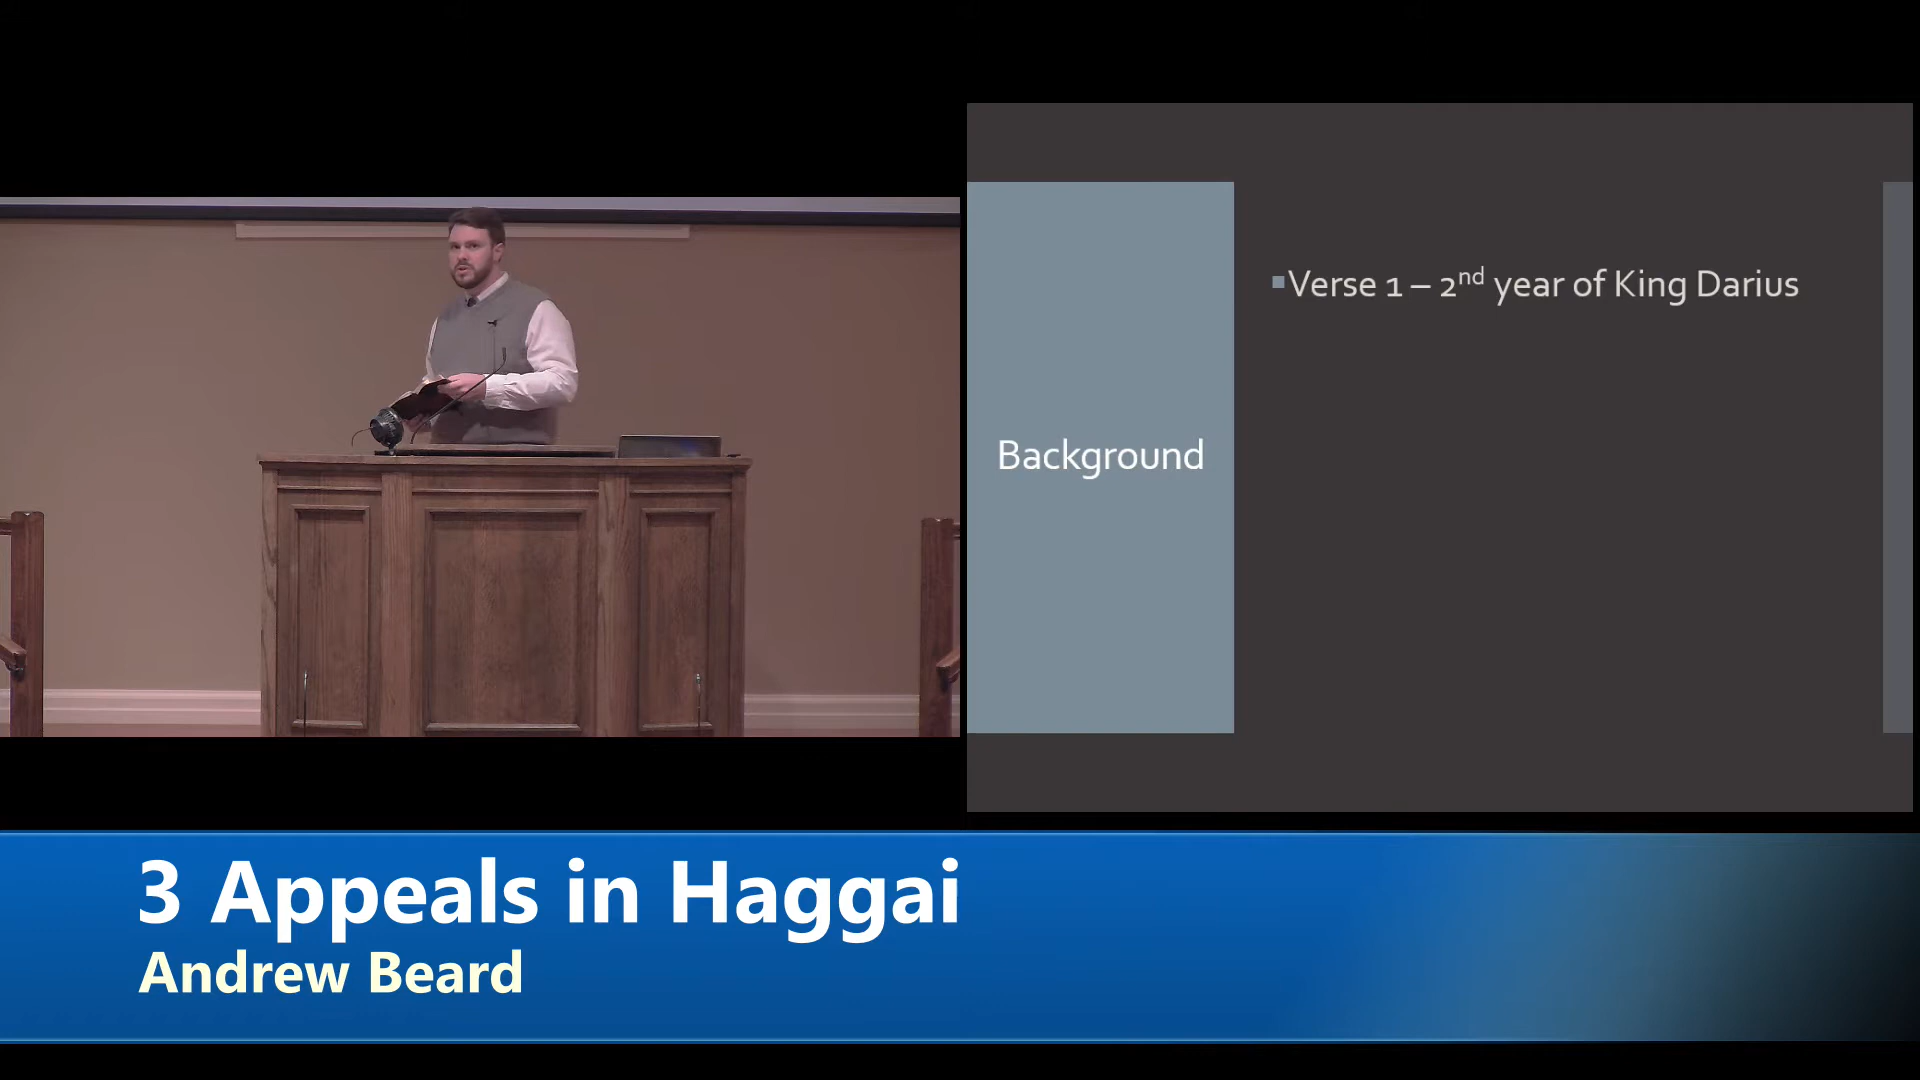 Background
Verse 1 – 2nd year of King Darius
3 Appeals in Haggai
Andrew Beard